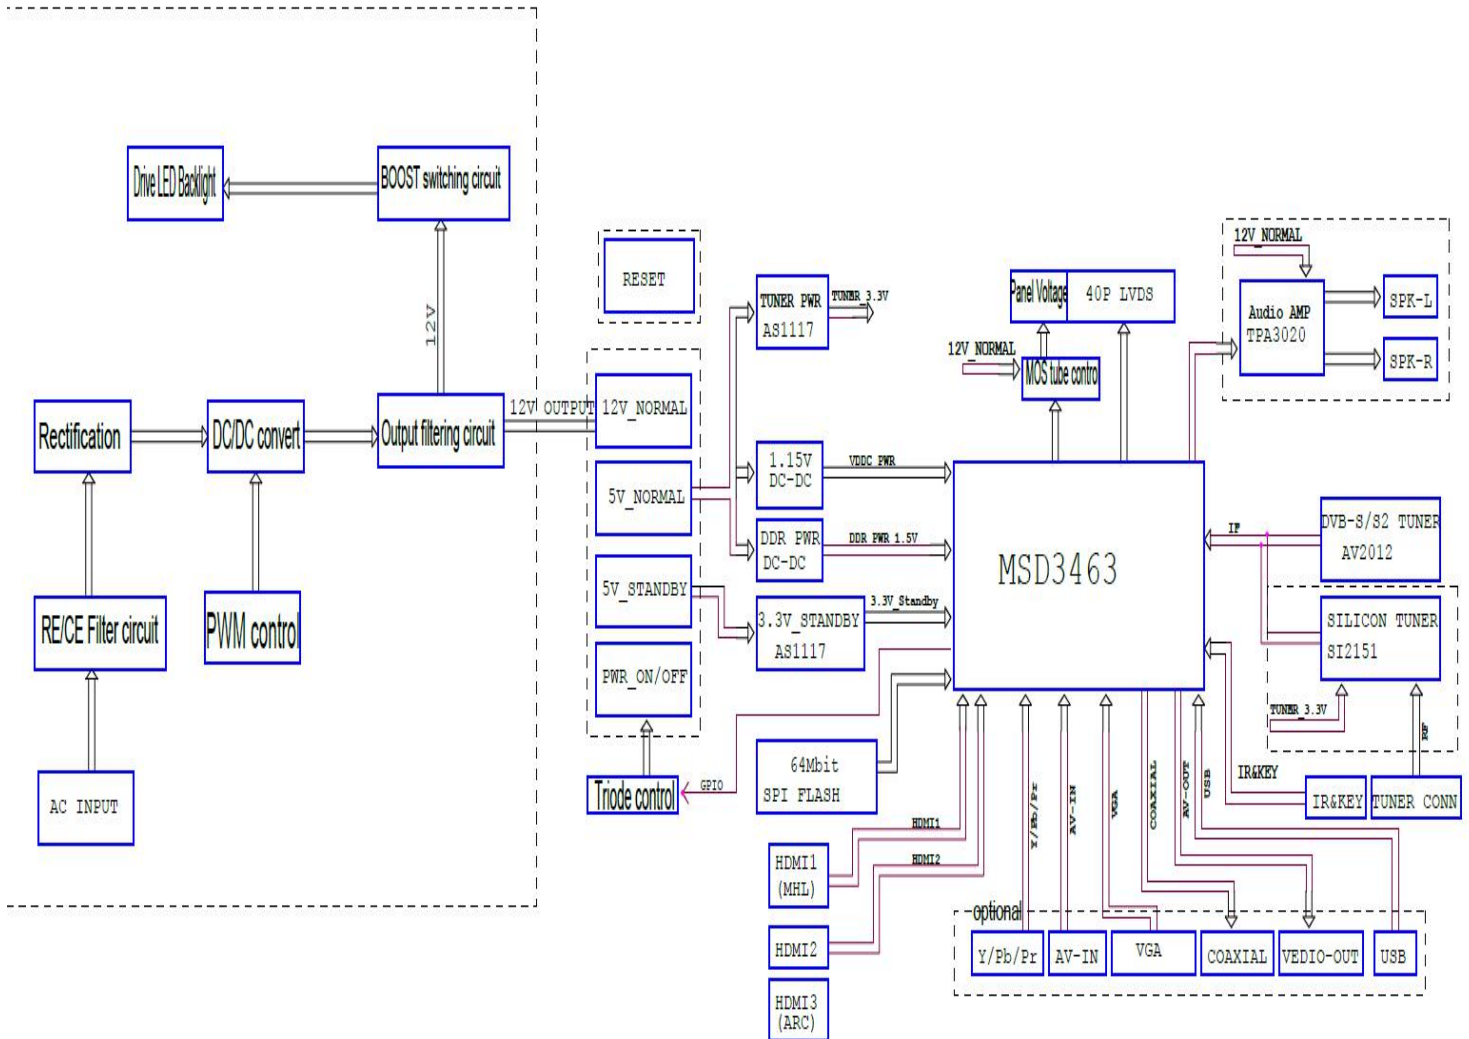 Drive LED Backlight
BOOST switching circuit
12V
Rectification
DC/DC convert
Output filtering circuit
12V OUTPUT
RE/CE Filter circuit
PWM control
AC INPUT
RESET
12V_NORMAL
5V_NORMAL
5V_STANDBY
PWR_ON/OFF
Triode control
GPIO
TUNER PWR
AS1117
TUNER_3.3V
1.15V
DC-DC
VDDC PWR
DDR PWR
DC-DC
DDR PWR 1.5V
3.3V_STANDBY
AS1117
3.3V_Standby
64Mbit
SPI FLASH
HDMI1
(MHL)
HDMI1
HDMI2
HDMI2
HDMI3
(ARC)
Panel Voltage
40P LVDS
12V_NORMAL
MOS tube control
MSD3463
12V_NORMAL
Audio AMP
TPA3020
SPK-L
SPK-R
IF
DVB-S/S2 TUNER
AV2012
SILICON TUNER
SI2151
TUNER_3.3V
RF
IR&KEY
IR&KEY
TUNER CONN
Y/Pb/Pr
AV-IN
VGA
COAXIAL
AV-OUT
USB
optional
Y/Pb/Pr
AV-IN
VGA
COAXIAL
VEDIO-OUT
USB